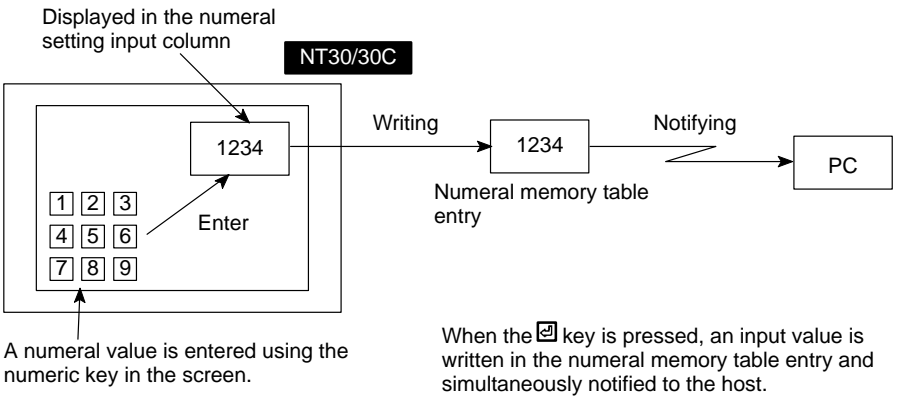 Displayed in the numeral
setting input column
NT30/30C
1234
Writing
1234
Notifying
PC
Numeral memory table
entry
1 2 3
4 5 6
7 8 9
Enter
A numeral value is entered using the
numeric key in the screen.
When the ⏎ key is pressed, an input value is
written in the numeral memory table entry and
simultaneously notified to the host.